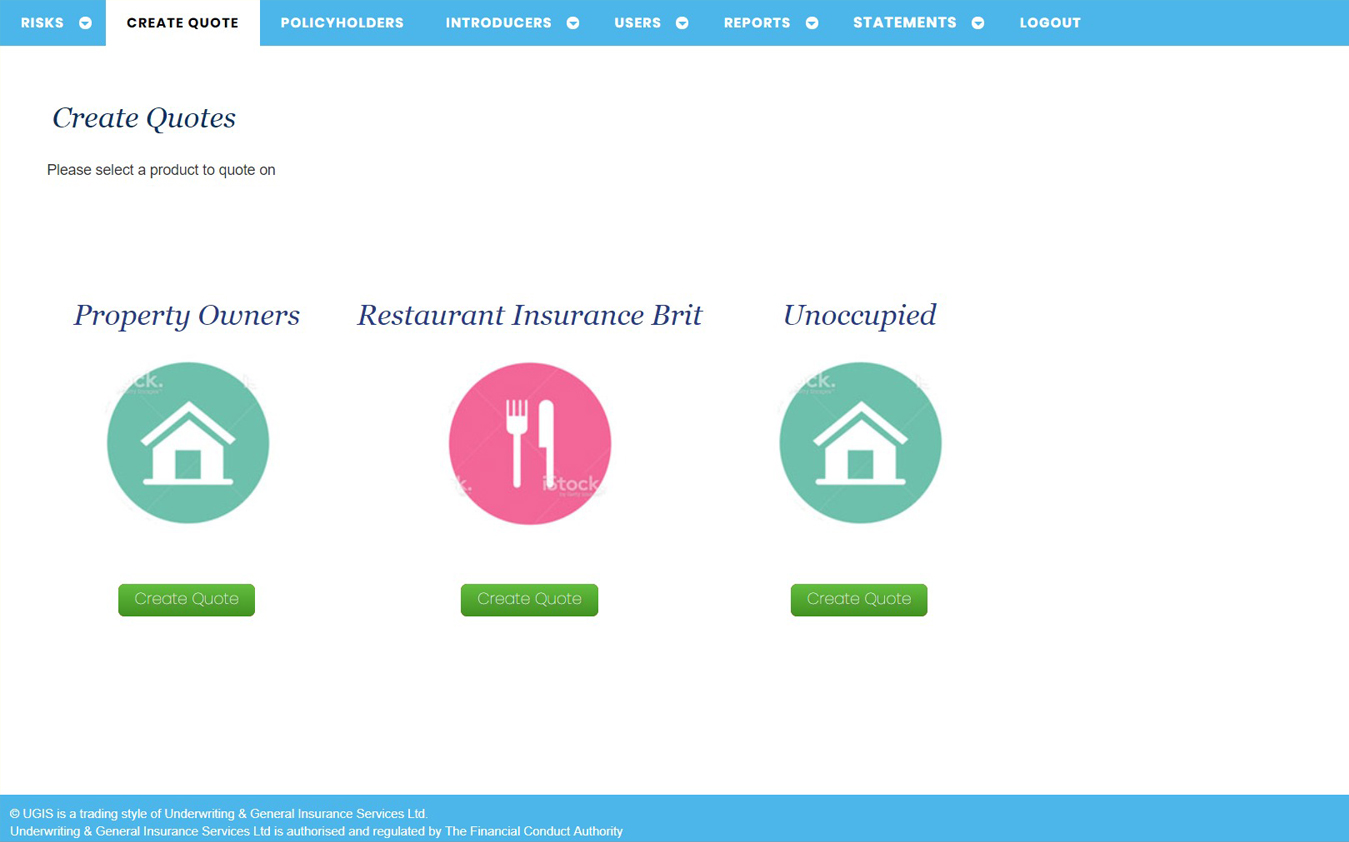 RISKS CREATE QUOTE POLICYHOLDERS INTRODUCERS USERS REPORTS STATEMENTS LOGOUT
Create Quotes
Please select a product to quote on
Property Owners Restaurant Insurance Brit Unoccupied
iStock.
Create Quote Create Quote Create Quote
© UGIS is a trading style of Underwriting & General Insurance Services Ltd.
Underwriting & General Insurance Services Ltd is authorised and regulated by The Financial Conduct Authority